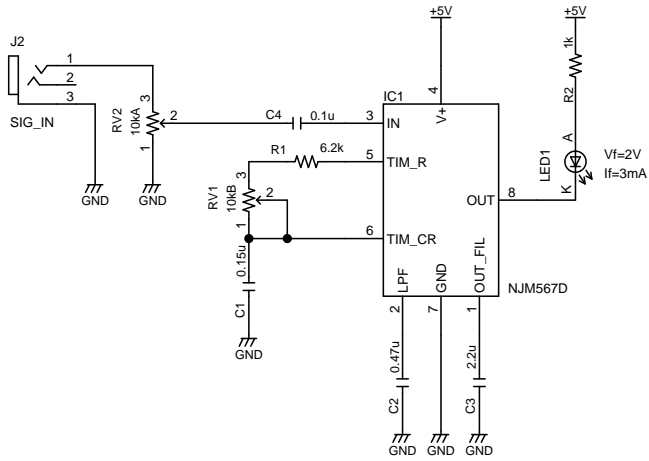 +5V
+5V
J2
1
2
3
SIG_IN
GND
RV2
10kA
3
2
1
GND
C4
0.1u
R1
6.2k
RV1
10kB
3
2
1
0.15u
C1
GND
IC1
3
IN
5
TIM_R
6
TIM_CR
4
V+
OUT
8
LPF
GND
OUT_FIL
2
7
1
NJM567D
0.47u
C2
GND
GND
2.2u
C3
GND
1k
R2
A
LED1
K
Vf=2V
If=3mA